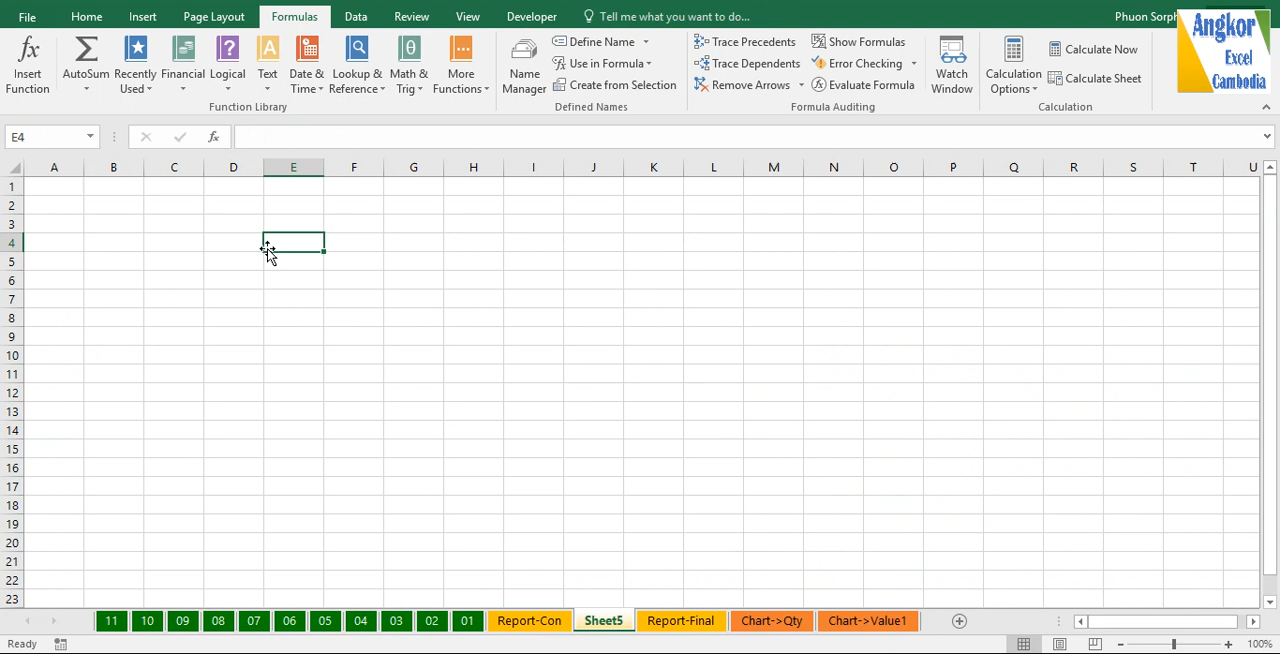 File Home Insert Page Layout Formulas Data Review View Developer Tell me what you want to do... Phuon Sorph
Angkor
Excel
Cambodia
Insert Function
AutoSum
Recently Used
Financial
Logical
Text
Date & Time
Lookup & Reference
Math & Trig
More Functions
Function Library
Name Manager
Define Name
Use in Formula
Create from Selection
Defined Names
Trace Precedents
Trace Dependents
Remove Arrows
Show Formulas
Error Checking
Evaluate Formula
Formula Auditing
Watch Window
Calculation Options
Calculate Now
Calculate Sheet
Calculation
E4 fx
A B C D E F G H I J K L M N O P Q R S T U
1
2
3
4
5
6
7
8
9
10
11
12
13
14
15
16
17
18
19
20
21
22
23
11 10 09 08 07 06 05 04 03 02 01 Report-Con Sheet5 Report-Final Chart->Qty Chart->Value1
Ready 100%